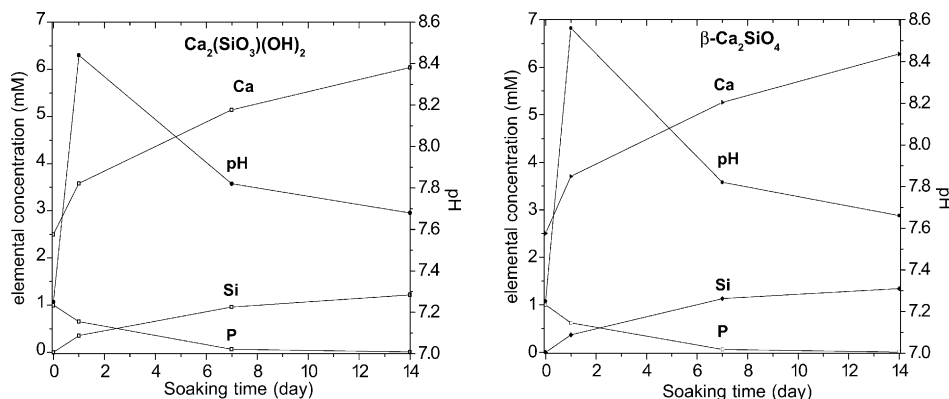 Ca₂(SiO₃)(OH)₂
elemental concentration (mM)
7
6
5
4
3
2
1
0
Ca
pH
Si
P
8.6
8.4
8.2
8.0
7.8
7.6
7.4
7.2
7.0
pH
0 2 4 6 8 10 12 14
Soaking time (day)
β-Ca₂SiO₄
elemental concentration (mM)
7
6
5
4
3
2
1
0
Ca
pH
Si
P
8.6
8.4
8.2
8.0
7.8
7.6
7.4
7.2
7.0
pH
0 2 4 6 8 10 12 14
Soaking time (day)